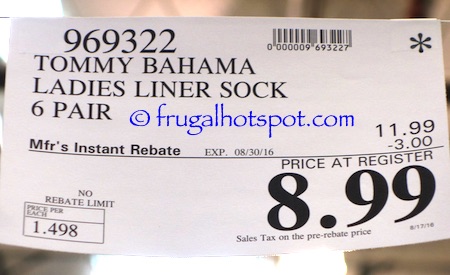 969322
0000009693227
*
TOMMY BAHAMA
LADIES LINER SOCK
6 PAIR
© frugalhotspot.com
11.99
Mfr's Instant Rebate EXP. 08/30/16 -3.00
PRICE AT REGISTER
8.99
NO
REBATE LIMIT
PRICE PER
EACH
1.498
8/17/16
Sales Tax on the pre-rebate price